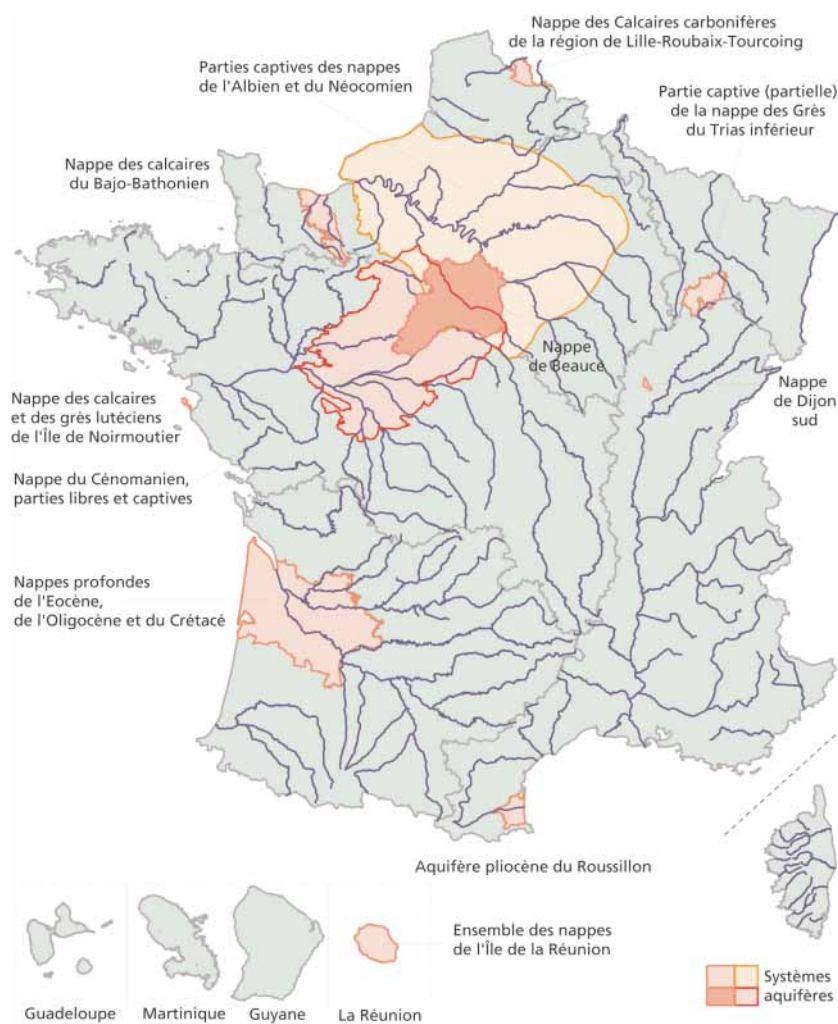 Nappe des Calcaires carbonifères
de la région de Lille-Roubaix-Tourcoing
Parties captives des nappes
de l'Albien et du Néocomien
Partie captive (partielle)
de la nappe des Grès
du Trias inférieur
Nappe des calcaires
du Bajo-Bathonien
Nappe
de Beauce
Nappe
de Dijon
sud
Nappe des calcaires
et des grès lutéciens
de l'Île de Noirmoutier
Nappe du Cénomanien,
parties libres et captives
Nappes profondes
de l'Eocène,
de l'Oligocène et du Crétacé
Aquifère pliocène du Roussillon
Ensemble des nappes
de l'Île de la Réunion
Guadeloupe
Martinique
Guyane
La Réunion
Systèmes
aquifères